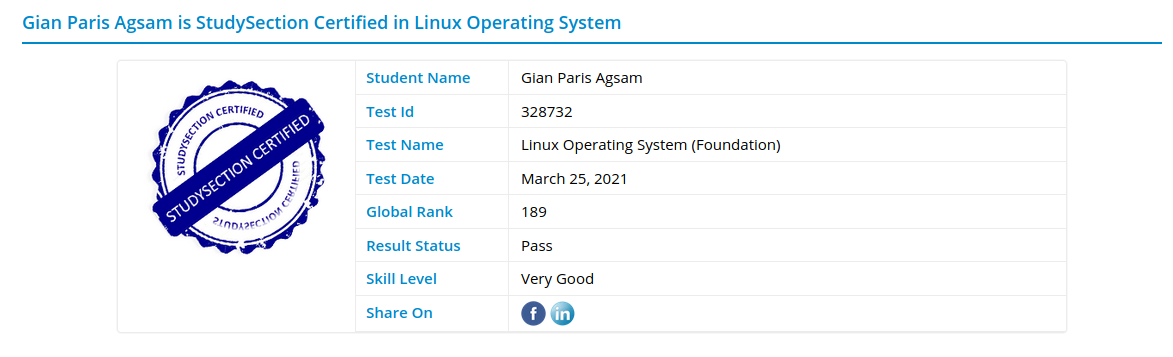 Gian Paris Agsam is StudySection Certified in Linux Operating System
STUDYSECTION CERTIFIED
STUDYSECTION CERTIFIED
STUDYSECTION CERTIFIED
Student Name Gian Paris Agsam
Test Id 328732
Test Name Linux Operating System (Foundation)
Test Date March 25, 2021
Global Rank 189
Result Status Pass
Skill Level Very Good
Share On f in